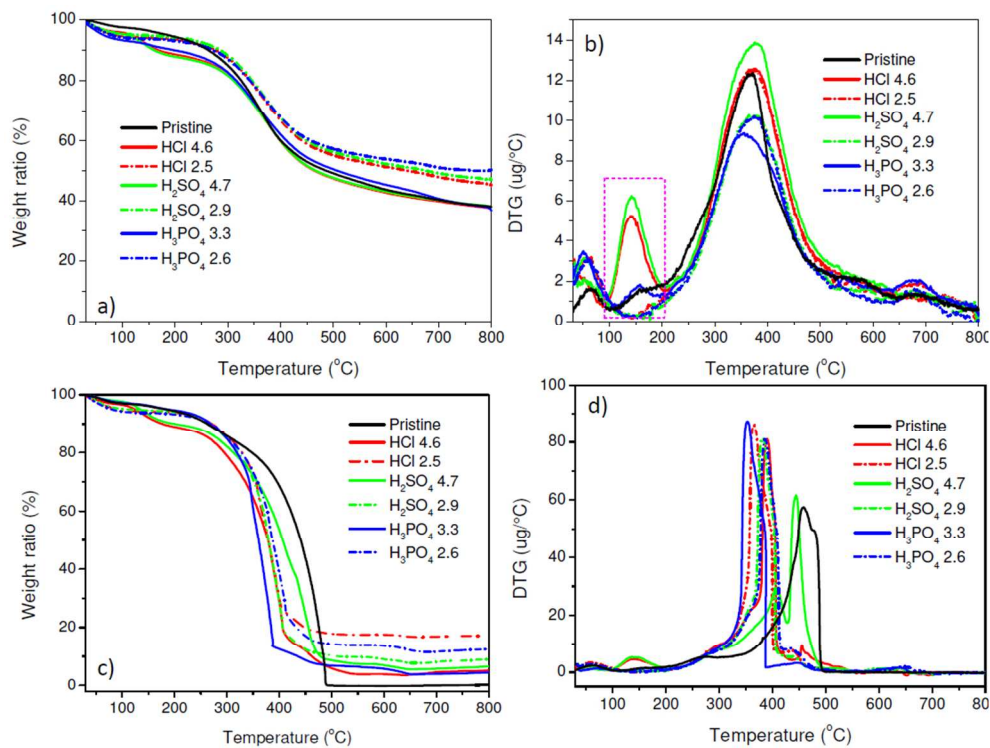 a)
Weight ratio (%)
100
80
60
40
20
0
Pristine
HCl 4.6
HCl 2.5
H₂SO₄ 4.7
H₂SO₄ 2.9
H₃PO₄ 3.3
H₃PO₄ 2.6
100 200 300 400 500 600 700 800
Temperature (°C)
b)
DTG (ug/°C)
14
12
10
8
6
4
2
0
Pristine
HCl 4.6
HCl 2.5
H₂SO₄ 4.7
H₂SO₄ 2.9
H₃PO₄ 3.3
H₃PO₄ 2.6
100 200 300 400 500 600 700 800
Temperature (°C)
c)
Weight ratio (%)
100
80
60
40
20
0
Pristine
HCl 4.6
HCl 2.5
H₂SO₄ 4.7
H₂SO₄ 2.9
H₃PO₄ 3.3
H₃PO₄ 2.6
100 200 300 400 500 600 700 800
Temperature (°C)
d)
DTG (ug/°C)
100
80
60
40
20
0
Pristine
HCl 4.6
HCl 2.5
H₂SO₄ 4.7
H₂SO₄ 2.9
H₃PO₄ 3.3
H₃PO₄ 2.6
100 200 300 400 500 600 700 800
Temperature (°C)